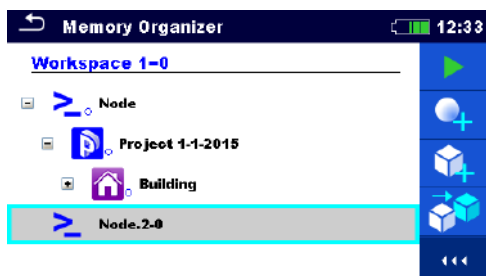 Memory Organizer 12:33
Workspace 1-0
Node
Project 1-1-2015
Building
Node.2-0